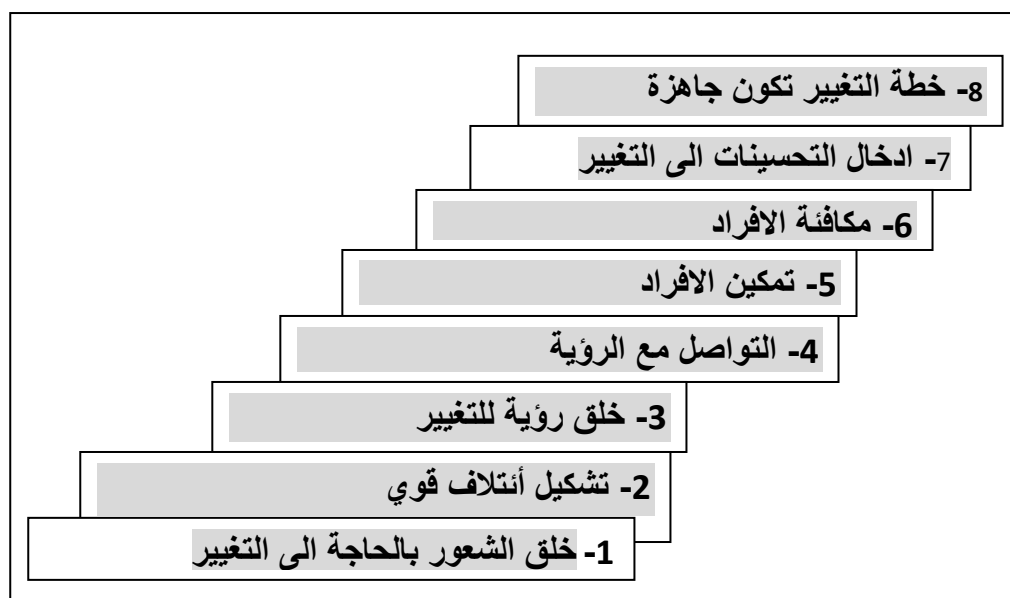 8- خطة التغيير تكون جاهزة
7- ادخال التحسينات الى التغيير
6- مكافئة الافراد
5- تمكين الافراد
4- التواصل مع الرؤية
3- خلق رؤية للتغيير
2- تشكيل أئتلاف قوي
1- خلق الشعور بالحاجة الى التغيير